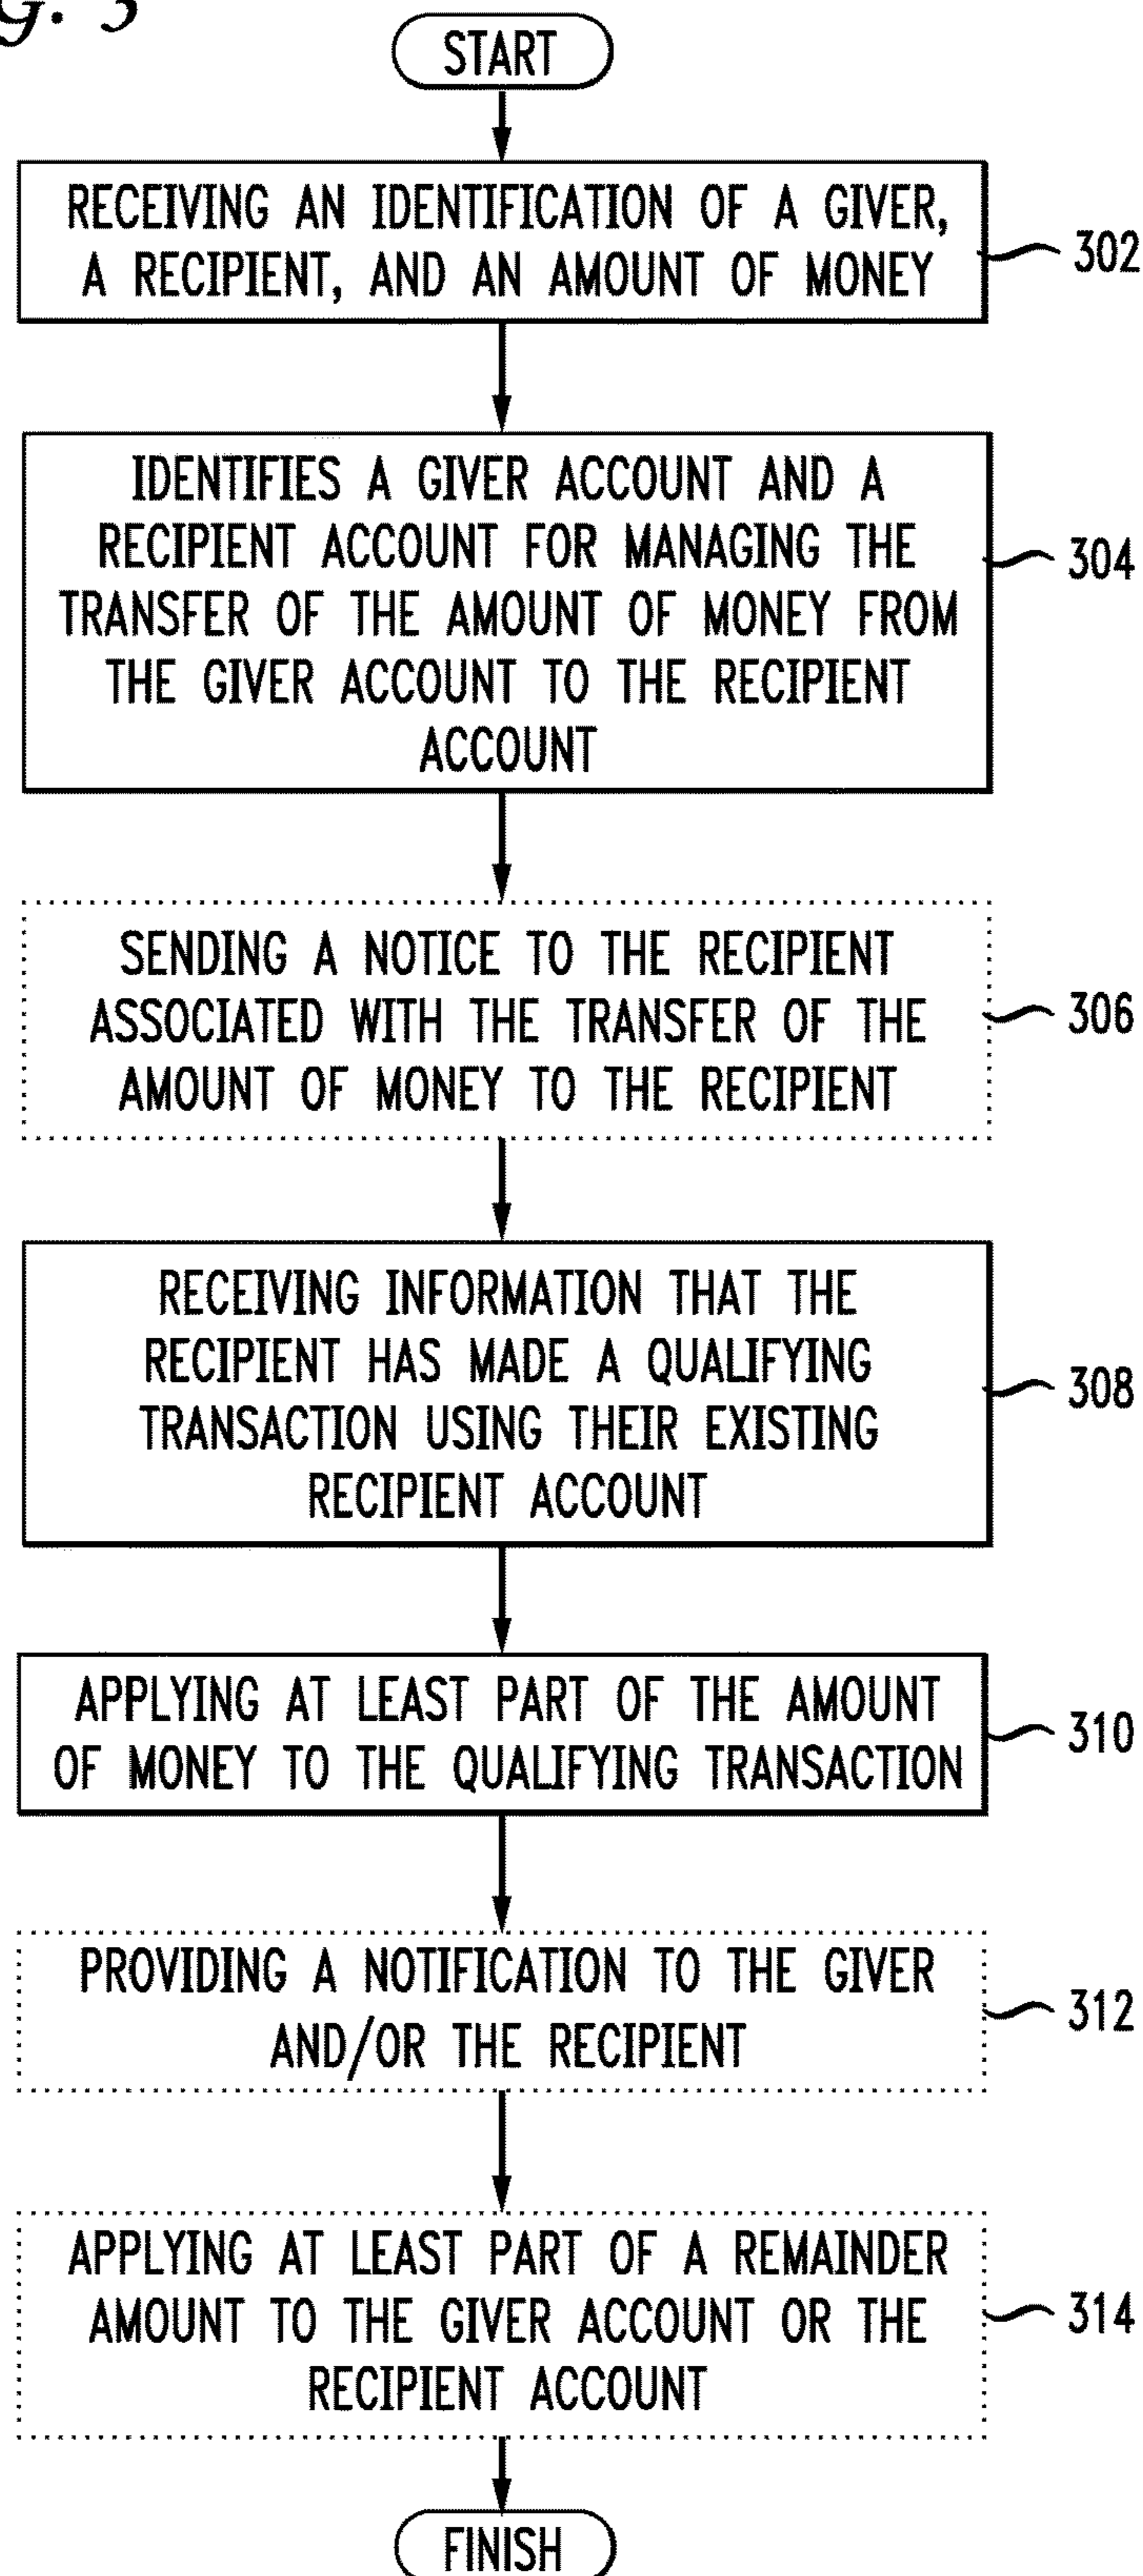 G. 3
START
RECEIVING AN IDENTIFICATION OF A GIVER,
A RECIPIENT, AND AN AMOUNT OF MONEY
302
IDENTIFIES A GIVER ACCOUNT AND A
RECIPIENT ACCOUNT FOR MANAGING THE
TRANSFER OF THE AMOUNT OF MONEY FROM
THE GIVER ACCOUNT TO THE RECIPIENT
ACCOUNT
304
SENDING A NOTICE TO THE RECIPIENT
ASSOCIATED WITH THE TRANSFER OF THE
AMOUNT OF MONEY TO THE RECIPIENT
306
RECEIVING INFORMATION THAT THE
RECIPIENT HAS MADE A QUALIFYING
TRANSACTION USING THEIR EXISTING
RECIPIENT ACCOUNT
308
APPLYING AT LEAST PART OF THE AMOUNT
OF MONEY TO THE QUALIFYING TRANSACTION
310
PROVIDING A NOTIFICATION TO THE GIVER
AND/OR THE RECIPIENT
312
APPLYING AT LEAST PART OF A REMAINDER
AMOUNT TO THE GIVER ACCOUNT OR THE
RECIPIENT ACCOUNT
314
FINISH